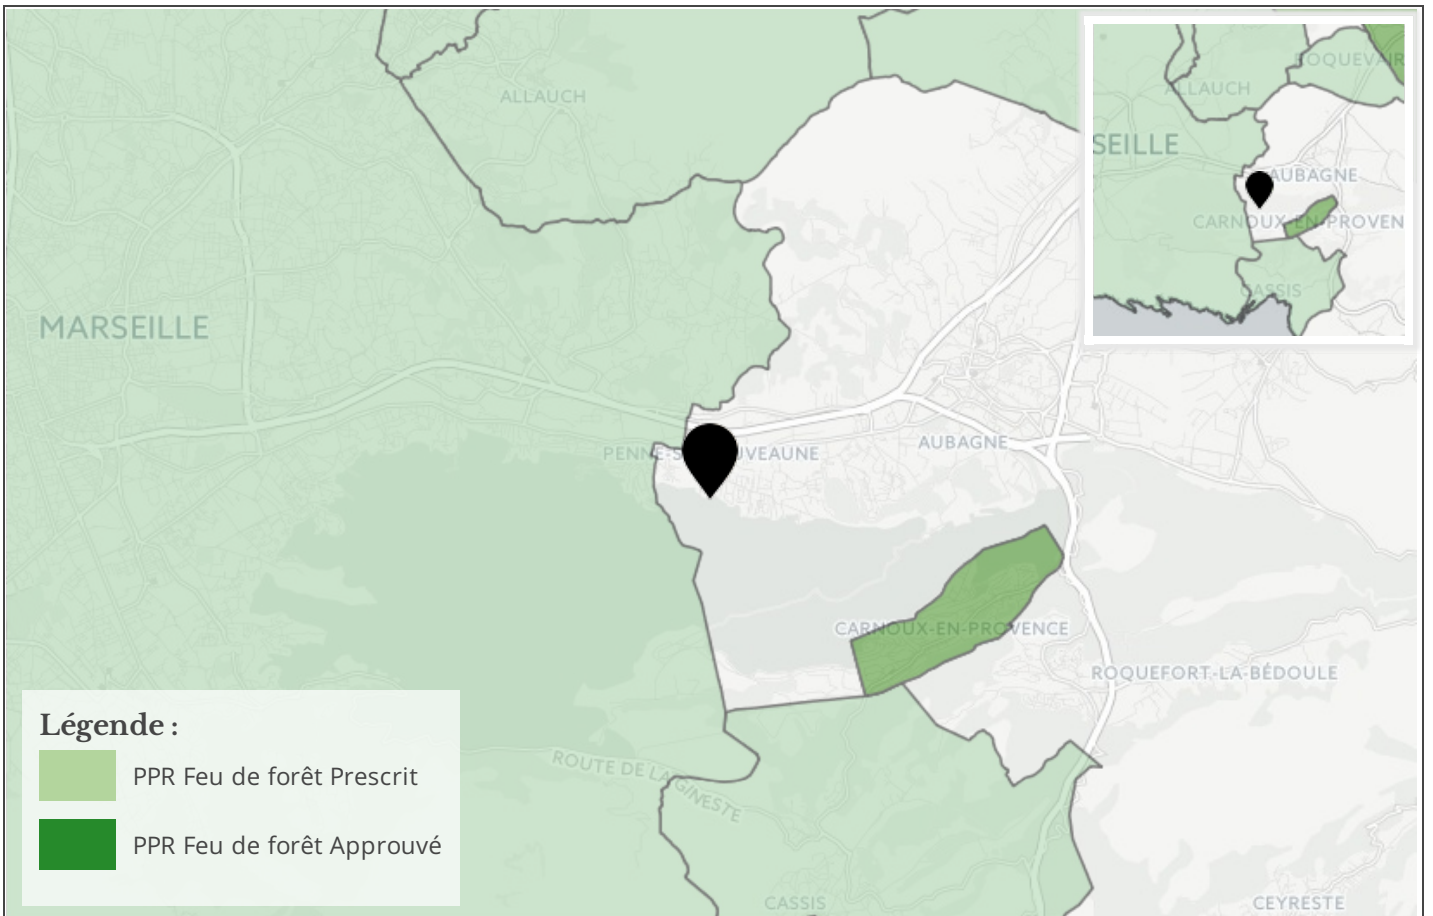 ALLAUCH
MARSEILLE
AUBAGNE
CARNOUX-EN-PROVENCE
ROQUEFORT-LA-BÉDOULE
ROUTE DE LA GINESTE
CASSIS
CEYRESTE
ALLAUCH
AUBAGNE
CARNOUX-EN-PROVEN
CASSIS
SEILLE
Légende :
PPR Feu de forêt Prescrit
PPR Feu de forêt Approuvé